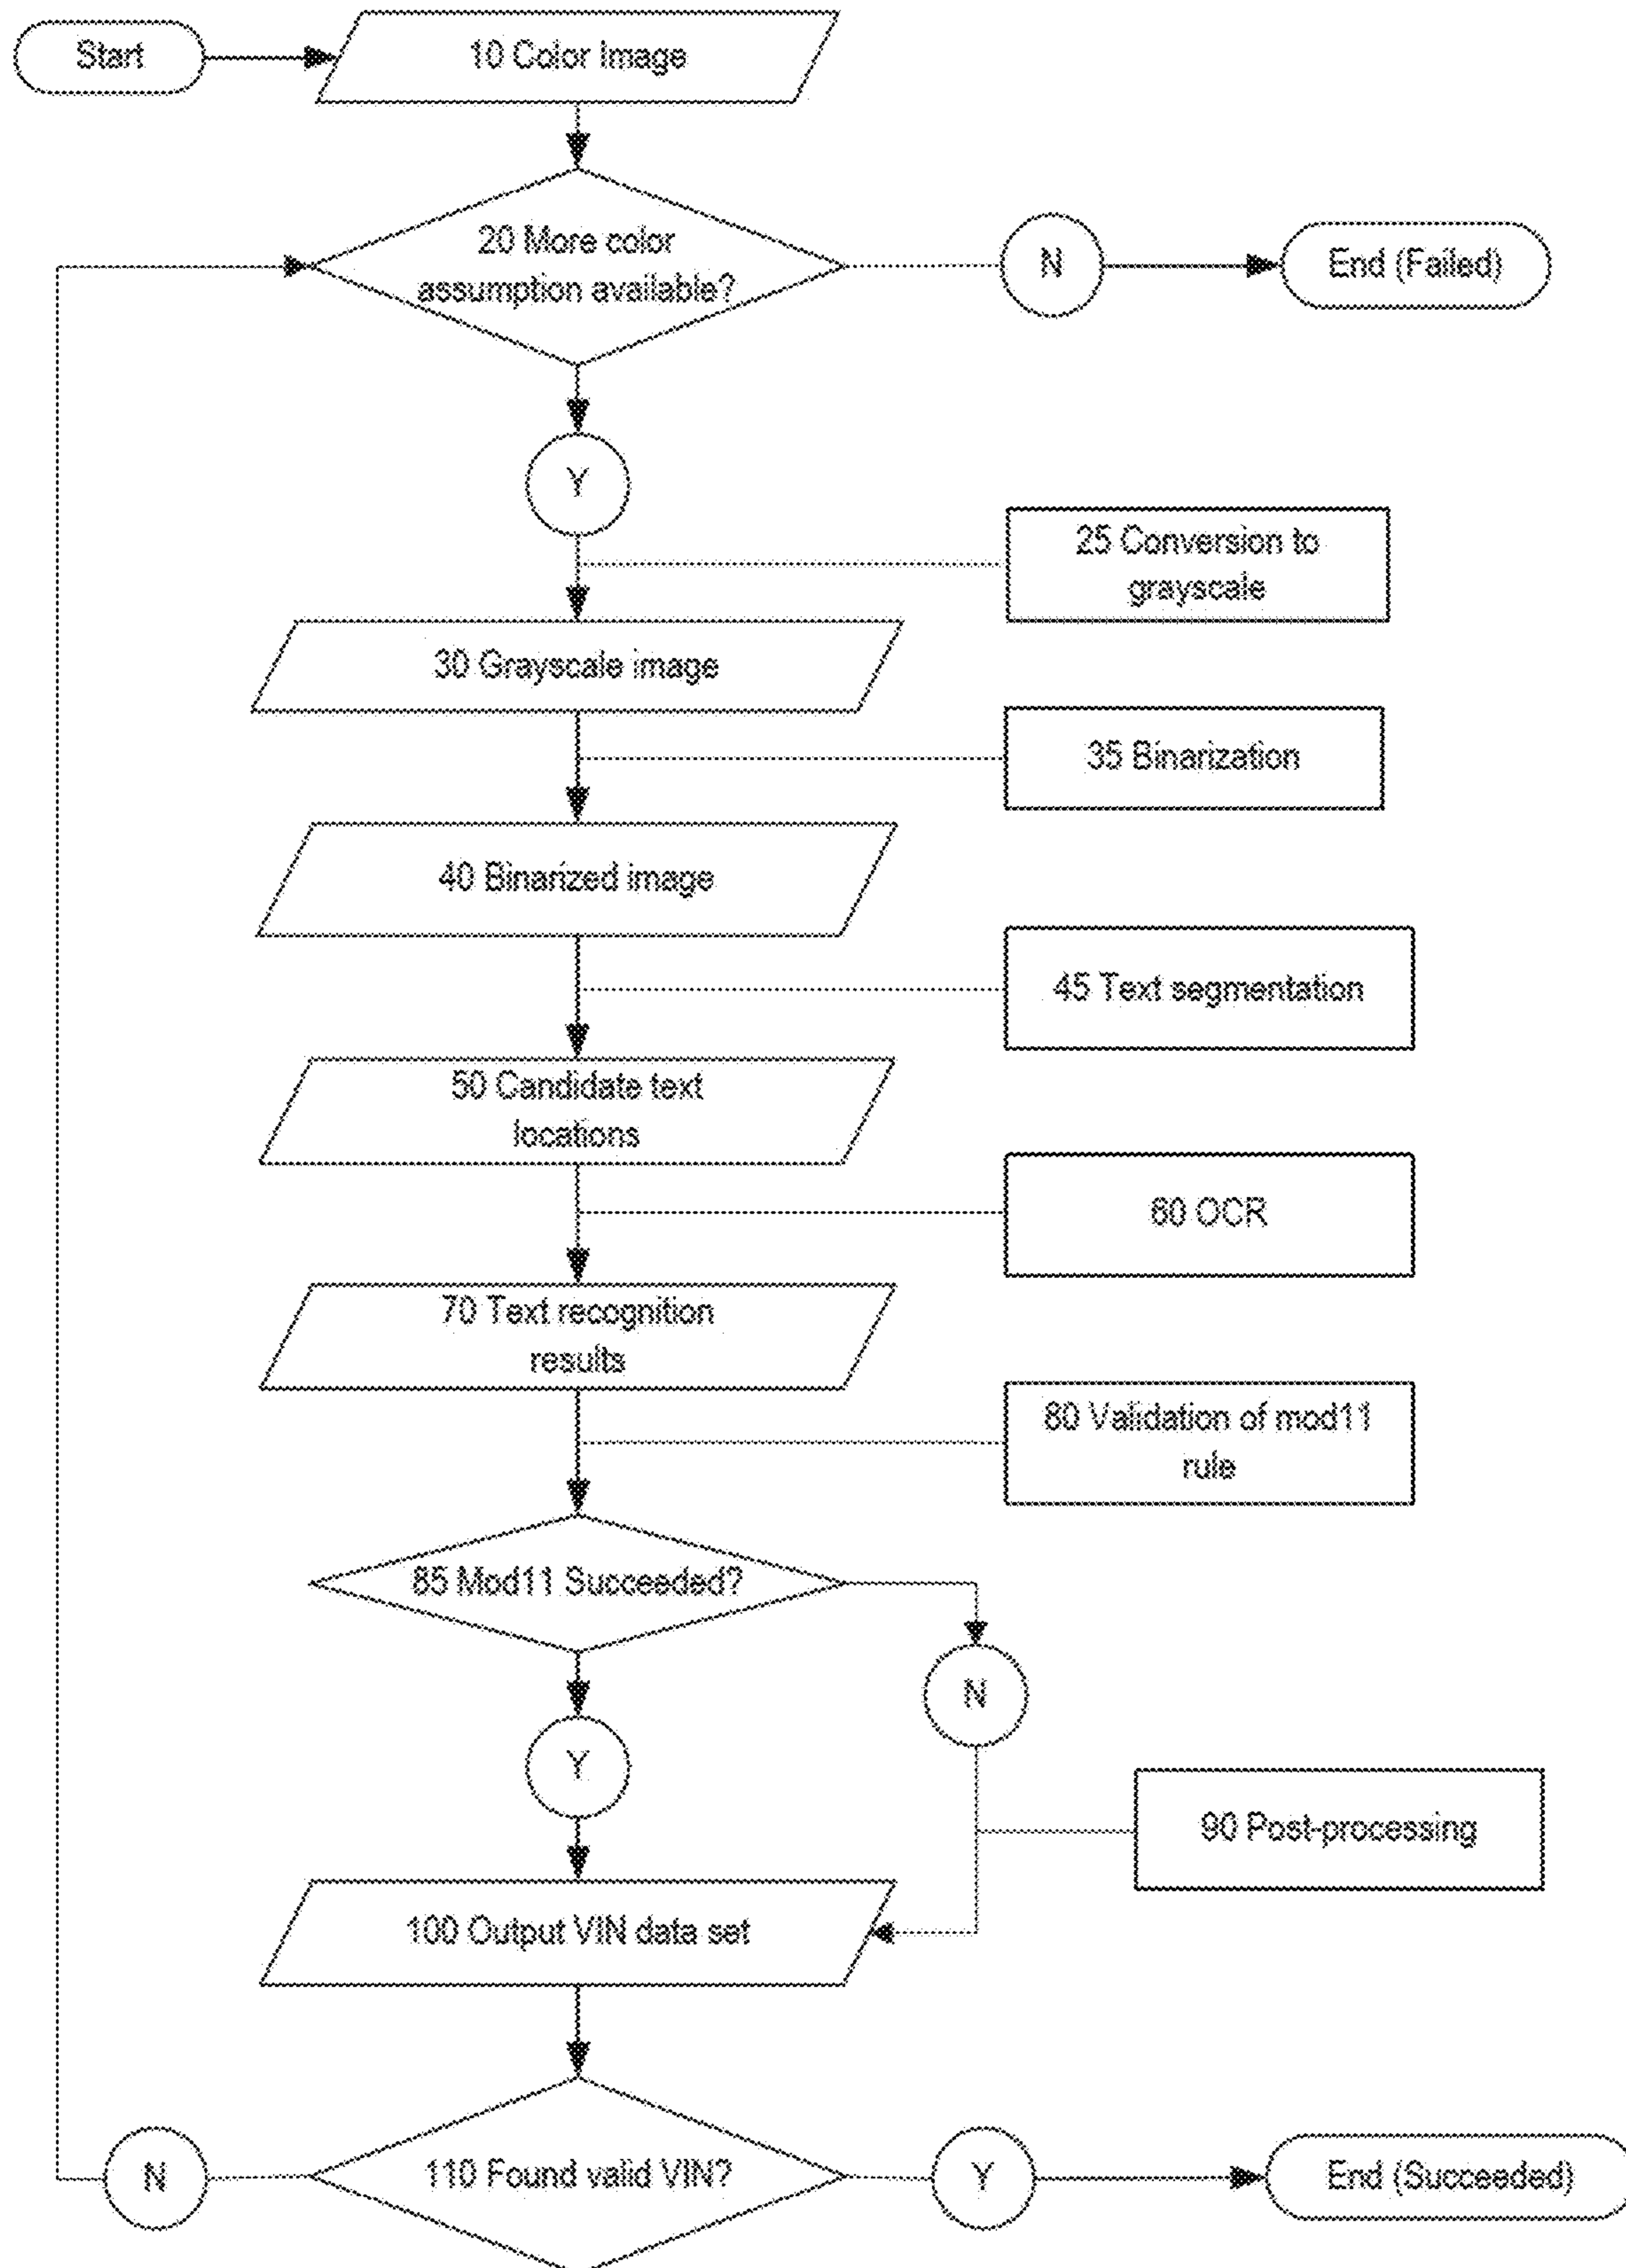 Start
10 Color Image
20 More color
assumption available?
N
End (Failed)
Y
25 Conversion to
grayscale
30 Grayscale image
35 Binarization
40 Binarized image
45 Text segmentation
50 Candidate text
locations
60 OCR
70 Text recognition
results
80 Validation of mod11
rule
85 Mod11 Succeeded?
N
Y
90 Post-processing
100 Output VIN data set
N
110 Found valid VIN?
Y
End (Succeeded)